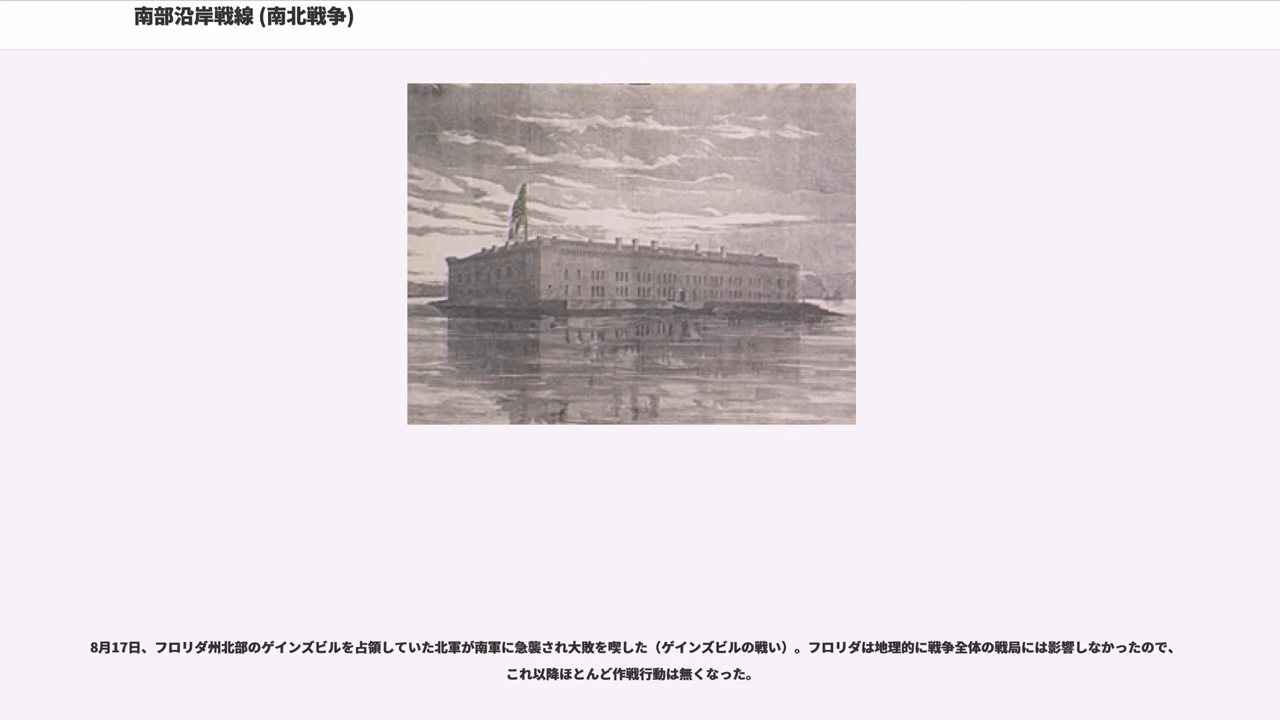 南部沿岸戦線 (南北戦争)
8月17日、フロリダ州北部のゲインズビルを占領していた北軍が南軍に急襲され大敗を喫した（ゲインズビルの戦い）。フロリダは地理的に戦争全体の戦局には影響しなかったので、
これ以降ほとんど作戦行動は無くなった。